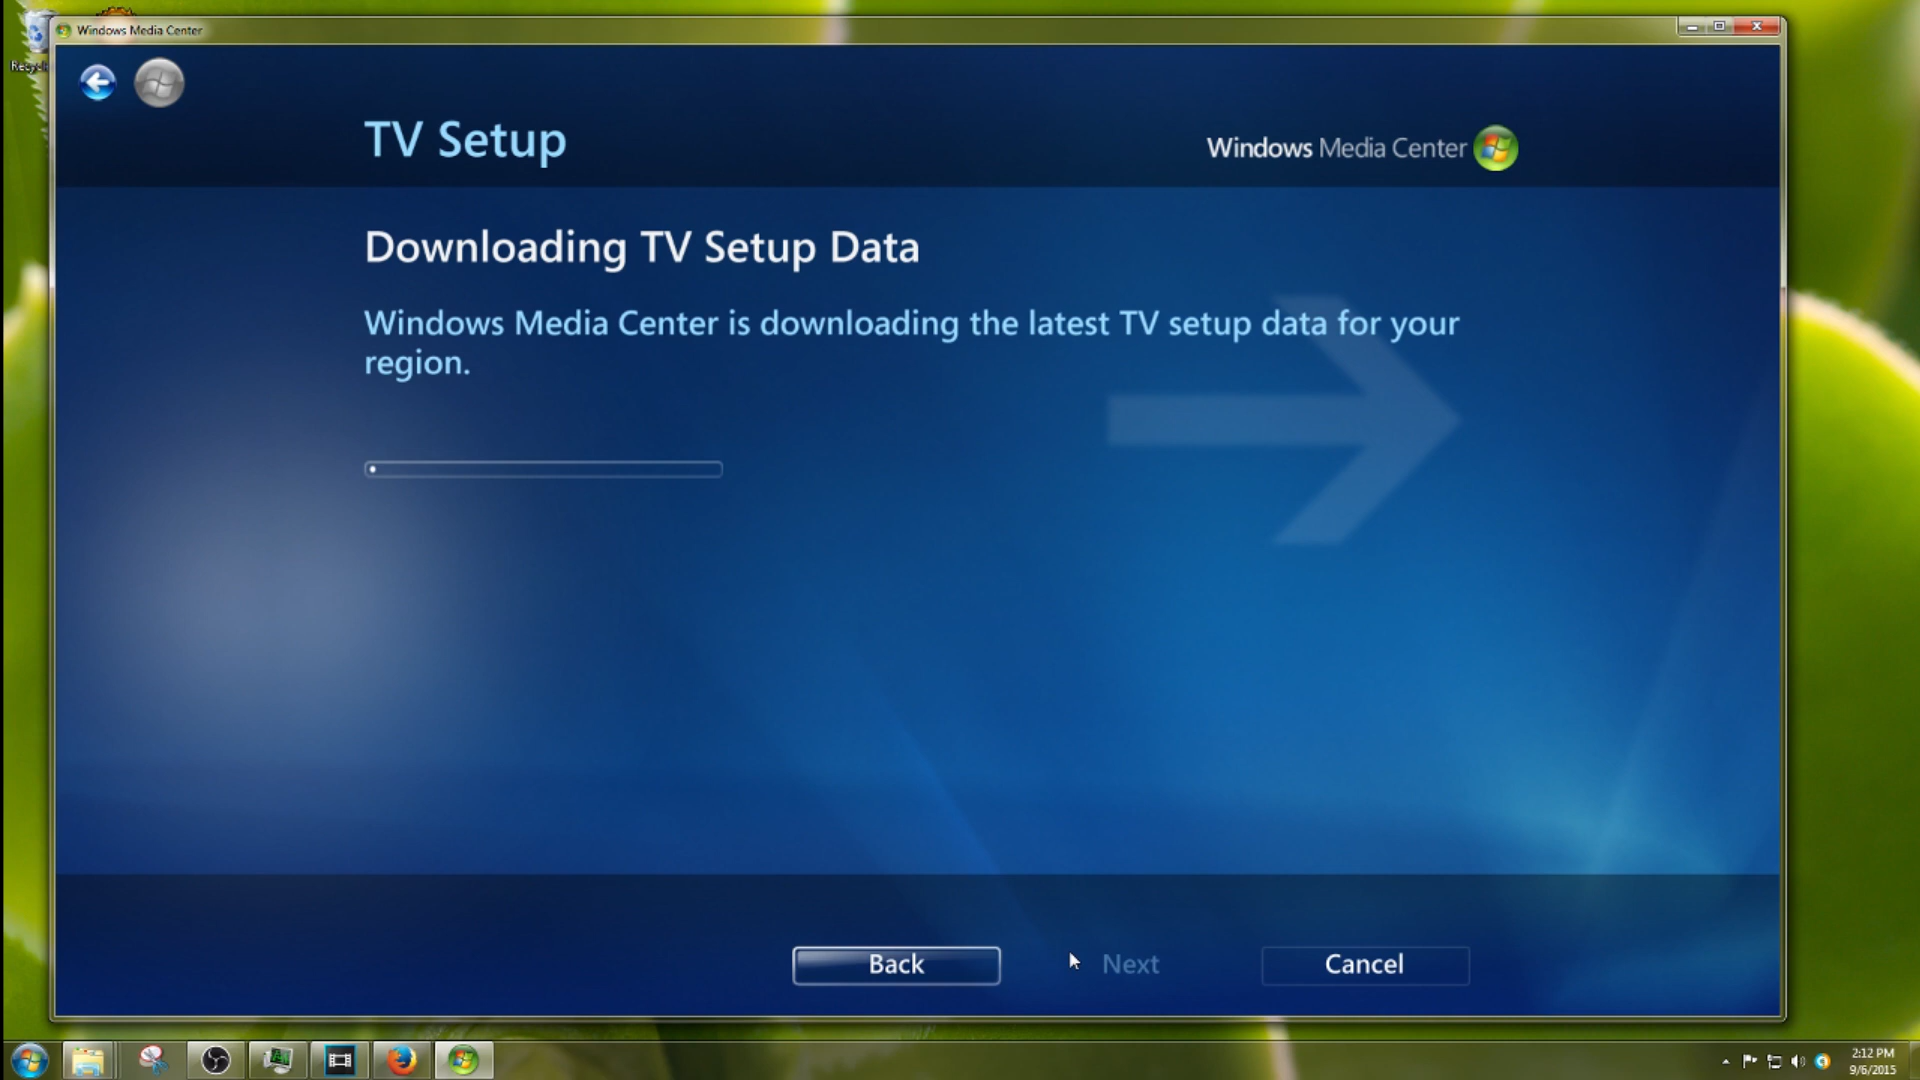 Windows Media Center
TV Setup
Windows Media Center
Downloading TV Setup Data
Windows Media Center is downloading the latest TV setup data for your
region.
Back
Next
Cancel
2:12 PM
9/6/2015